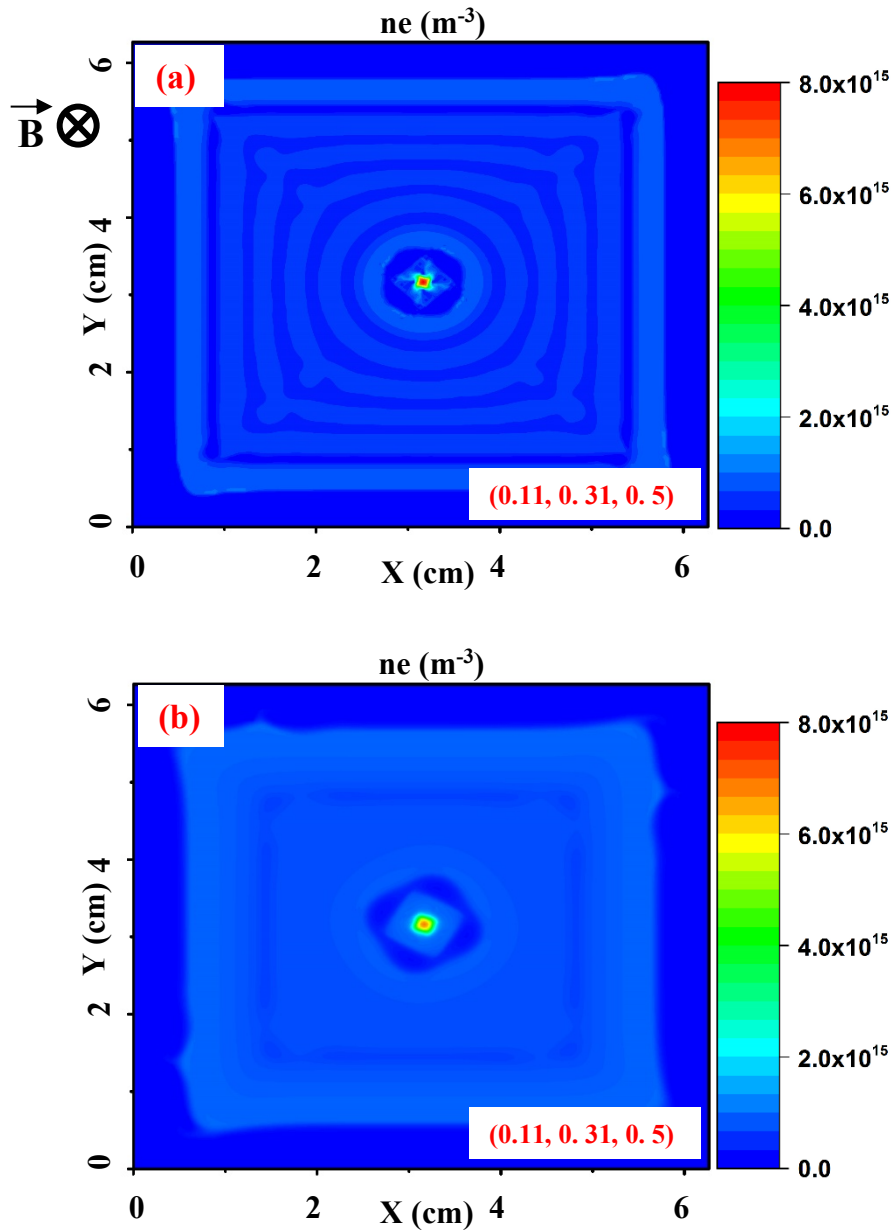 ne (m⁻³)
(a)
B
6
4
2
0
Y (cm)
(0.11, 0. 31, 0. 5)
0 2 4 6
X (cm)
8.0x10¹⁵
6.0x10¹⁵
4.0x10¹⁵
2.0x10¹⁵
0.0
ne (m⁻³)
(b)
6
4
2
0
Y (cm)
(0.11, 0. 31, 0. 5)
0 2 4 6
X (cm)
8.0x10¹⁵
6.0x10¹⁵
4.0x10¹⁵
2.0x10¹⁵
0.0